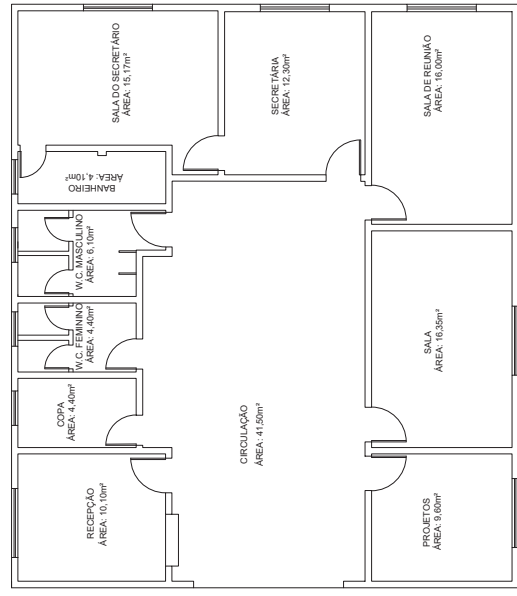 SALA DO SECRETÁRIO
ÁREA: 15,17m²
SECRETÁRIA
ÁREA: 12,30m²
SALA DE REUNIÃO
ÁREA: 16,00m²
BANHEIRO
ÁREA: 4,10m²
W.C. MASCULINO
ÁREA: 6,10m²
W.C. FEMININO
ÁREA: 4,40m²
COPA
ÁREA: 4,40m²
RECEPÇÃO
ÁREA: 10,10m²
CIRCULAÇÃO
ÁREA: 41,50m²
SALA
ÁREA: 16,35m²
PROJETOS
ÁREA: 9,60m²